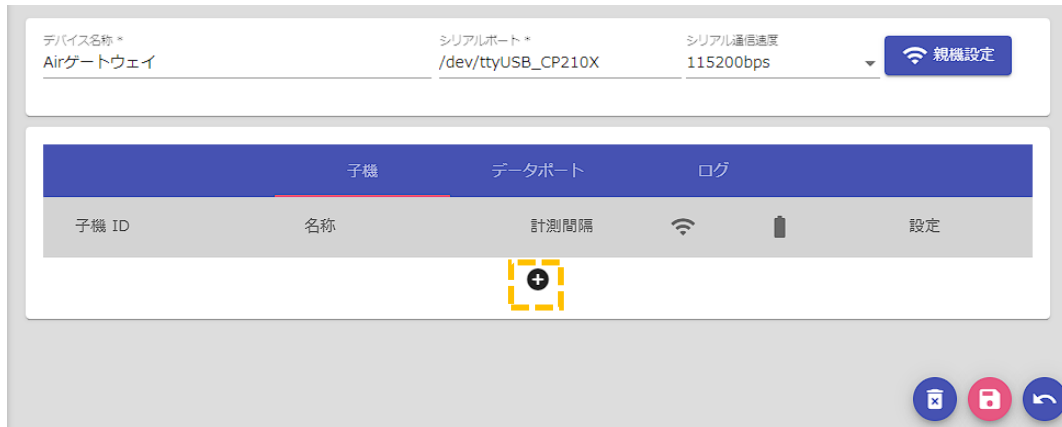 デバイス名称 * シリアルポート * シリアル通信速度
Airゲートウェイ /dev/ttyUSB_CP210X 115200bps 親機設定
子機 データポート ログ
子機 ID 名称 計測間隔 設定